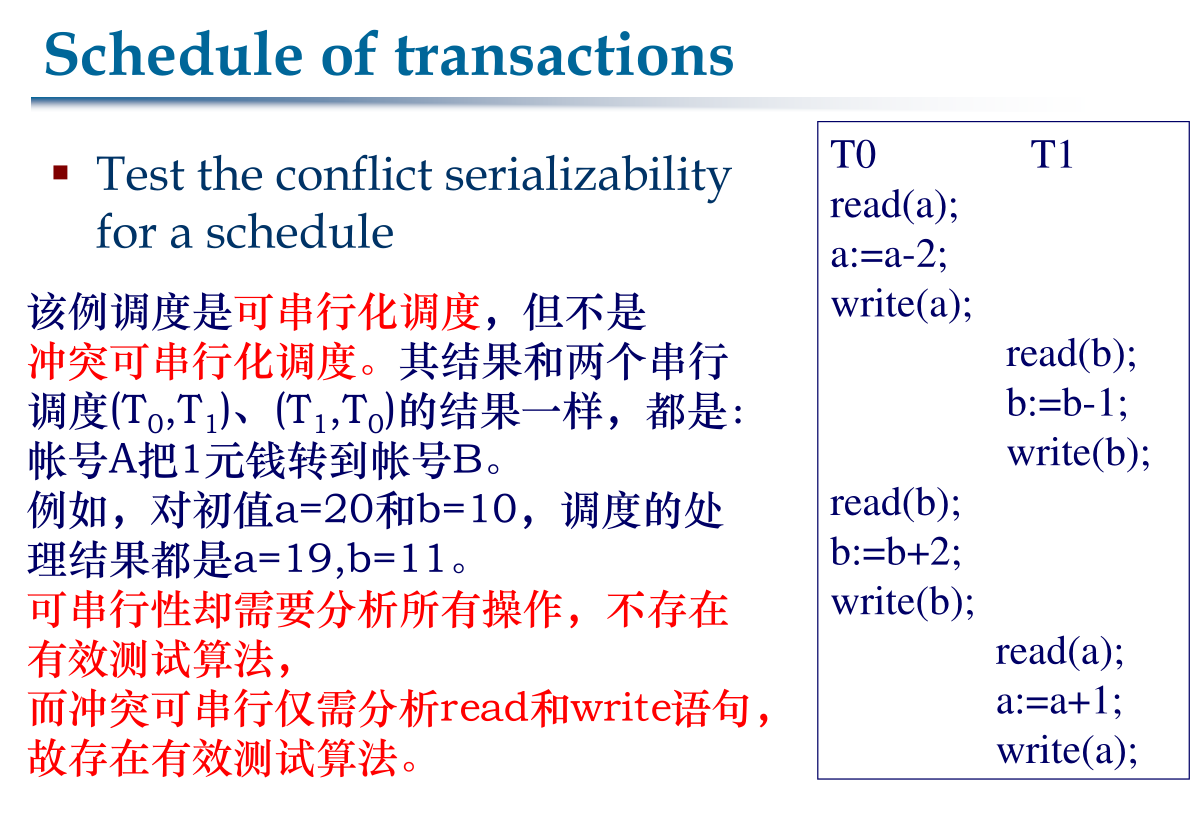 Schedule of transactions
Test the conflict serializability
for a schedule
该例调度是可串行化调度，但不是
冲突可串行化调度。其结果和两个串行
调度(T0,T1)、(T1,T0)的结果一样，都是：
帐号A把1元钱转到帐号B。
例如，对初值a=20和b=10，调度的处
理结果都是a=19,b=11。
可串行性却需要分析所有操作，不存在
有效测试算法，
而冲突可串行仅需分析read和write语句，
故存在有效测试算法。
T0 T1
read(a);
a:=a-2;
write(a);
read(b);
b:=b-1;
write(b);
read(b);
b:=b+2;
write(b);
read(a);
a:=a+1;
write(a);